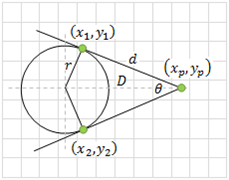 (x₁,y₁)
d
r
D
(xₚ,yₚ)
θ
(x₂,y₂)